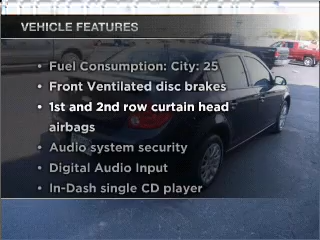 VEHICLE FEATURES
• Fuel Consumption: City: 25
• Front Ventilated disc brakes
• 1st and 2nd row curtain head
airbags
• Audio system security
• Digital Audio Input
• In-Dash single CD player